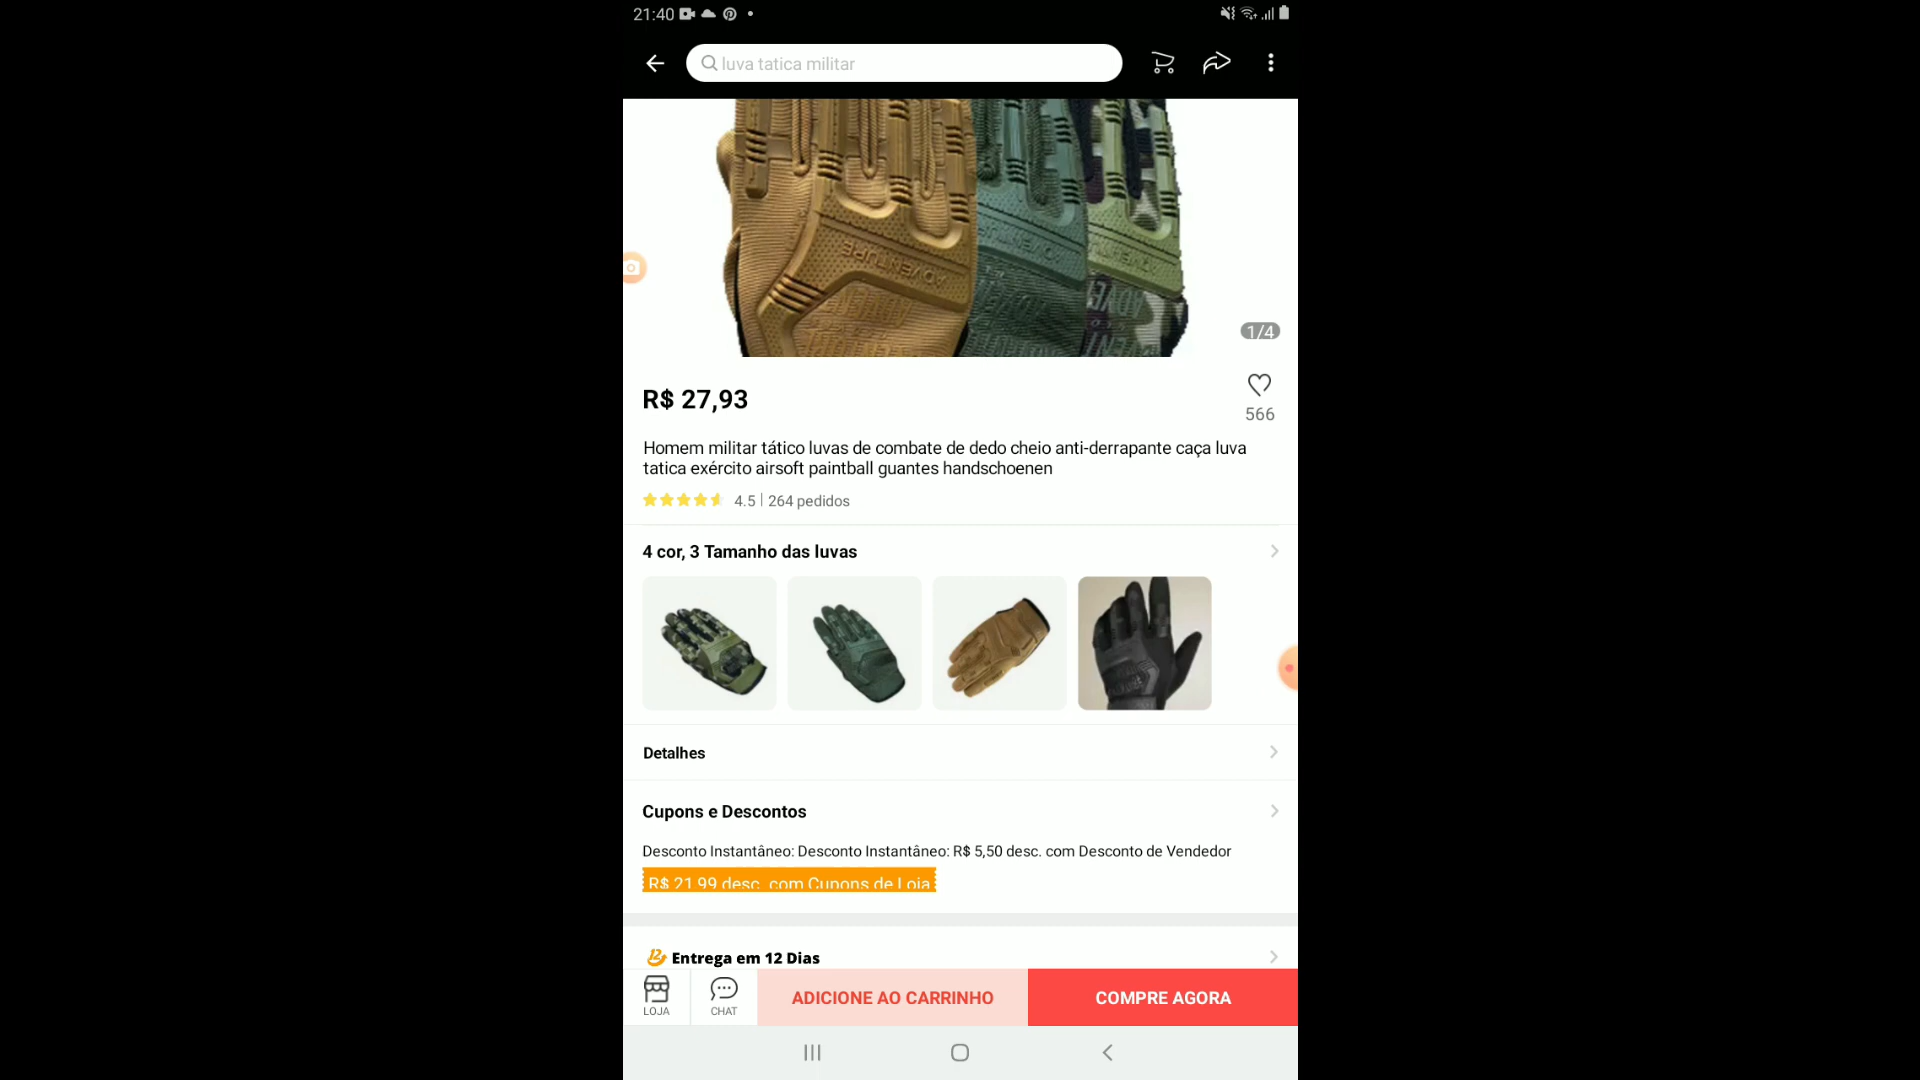 21:40
luva tatica militar
ADVENTURE
1/4
R$ 27,93
566
Homem militar tático luvas de combate de dedo cheio anti-derrapante caça luva
tatica exército airsoft paintball guantes handschoenen
4.5 | 264 pedidos
4 cor, 3 Tamanho das luvas
Detalhes
Cupons e Descontos
Desconto Instantâneo: Desconto Instantâneo: R$ 5,50 desc. com Desconto de Vendedor
R$ 21,99 desc. com Cupons de Loja
Entrega em 12 Dias
LOJA
CHAT
ADICIONE AO CARRINHO
COMPRE AGORA